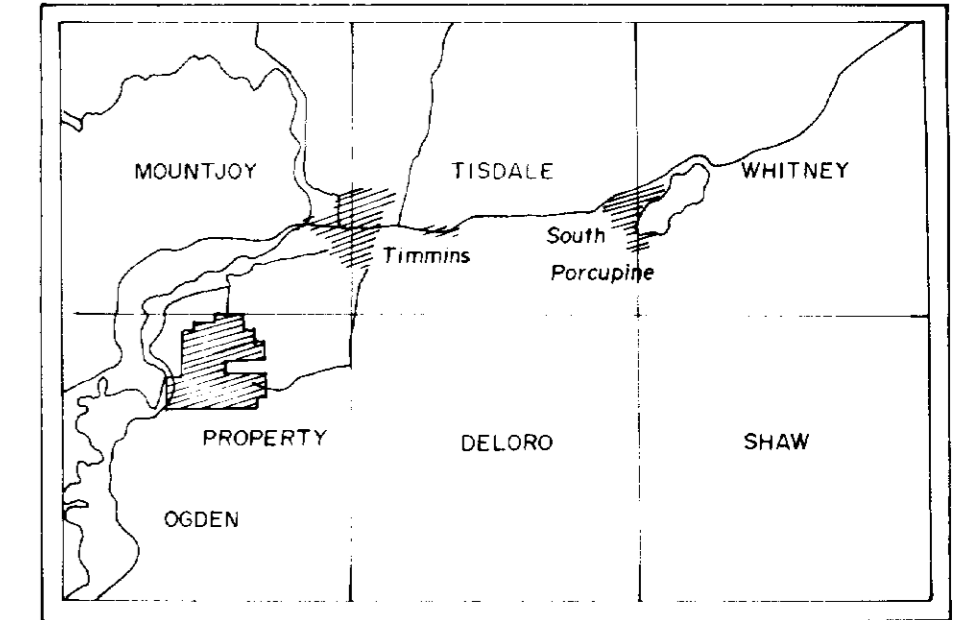 MOUNTJOY
TISDALE
WHITNEY
Timmins
South
Porcupine
PROPERTY
DELORO
SHAW
OGDEN